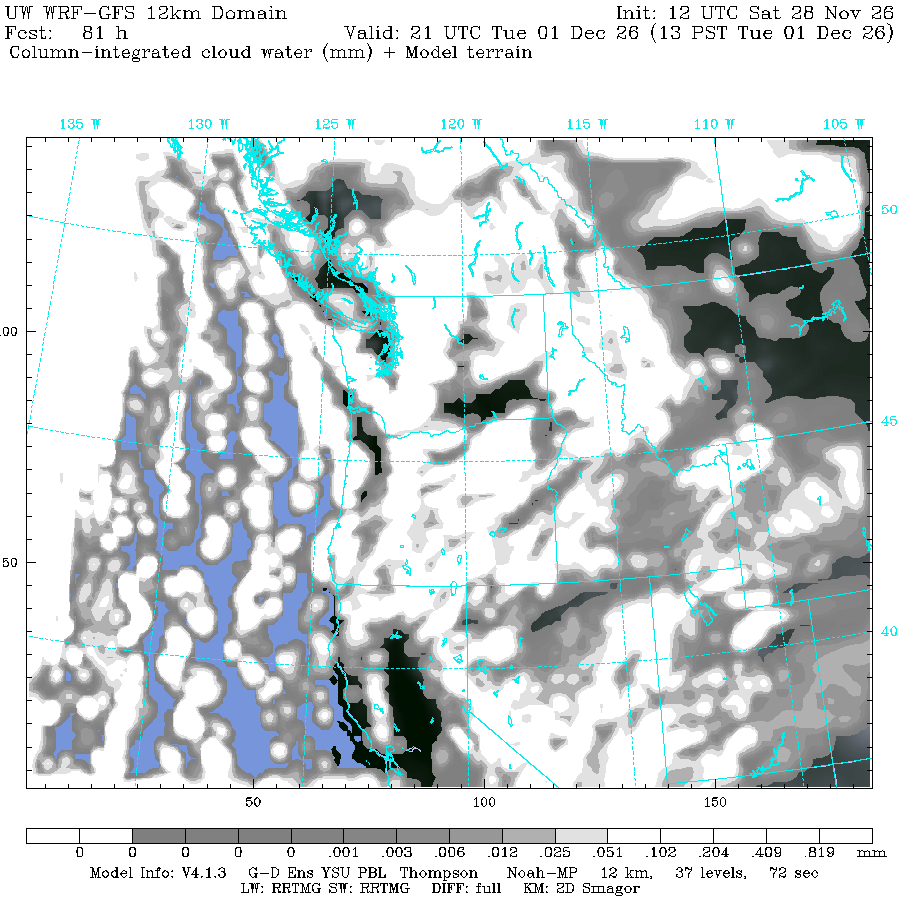 UW WRF-GFS 12km Domain Init: 12 UTC Sat 28 Nov 26
Fcst: 81 h Valid: 21 UTC Tue 01 Dec 26 (13 PST Tue 01 Dec 26)
Column-integrated cloud water (mm) + Model terrain
135 W 130 W 125 W 120 W 115 W 110 W 105 W
50
00
45
50
40
50 100 150
0 0 0 0 0 .001 .003 .006 .012 .025 .051 .102 .204 .409 .819 mm
Model Info: V4.1.3 G-D Ens YSU PBL Thompson Noah-MP 12 km, 37 levels, 72 sec
LW: RRTMG SW: RRTMG DIFF: full KM: 2D Smagor